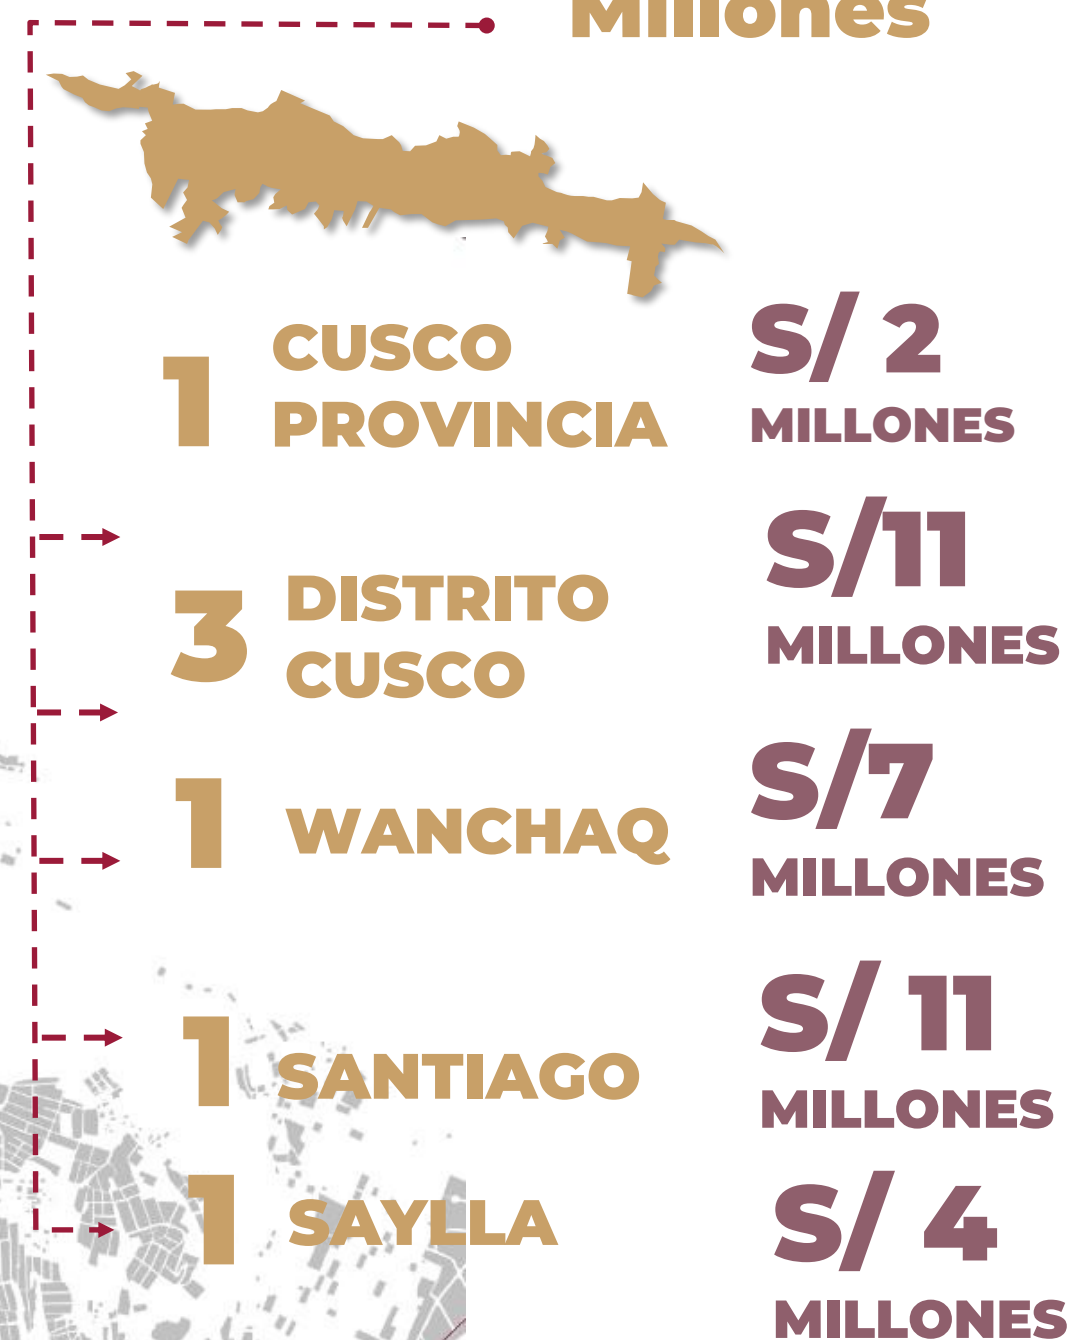 Millones
1 CUSCO PROVINCIA
S/ 2
MILLONES
3 DISTRITO CUSCO
S/11
MILLONES
1 WANCHAQ
S/7
MILLONES
1 SANTIAGO
S/ 11
MILLONES
1 SAYLLA
S/ 4
MILLONES